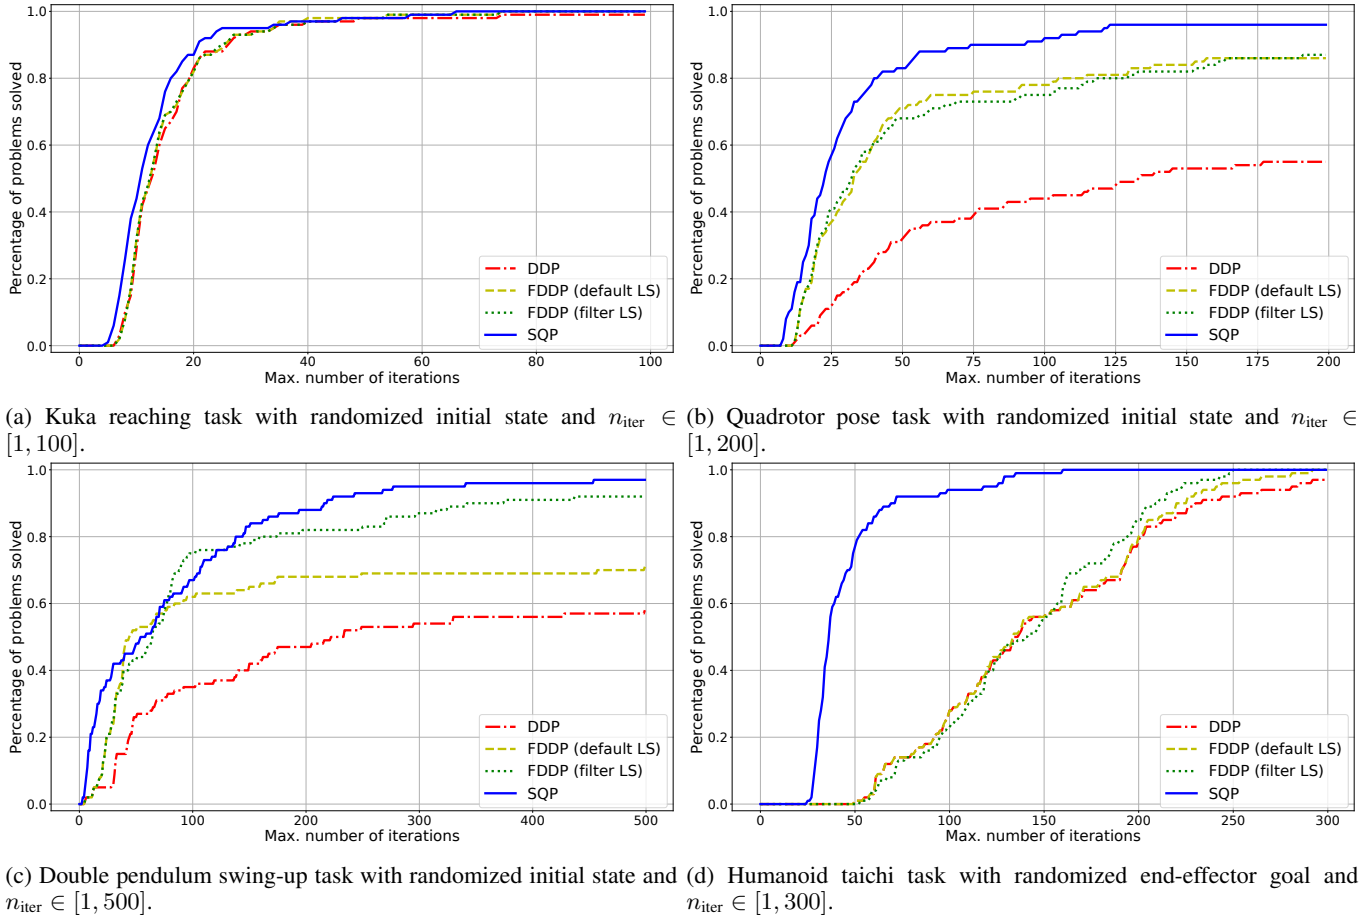 Percentage of problems solved
1.0
0.8
0.6
0.4
0.2
0.0
DDP
FDDP (default LS)
FDDP (filter LS)
SQP
0 20 40 60 80 100
Max. number of iterations
(a) Kuka reaching task with randomized initial state and n_iter ∈
[1, 100].
Percentage of problems solved
1.0
0.8
0.6
0.4
0.2
0.0
DDP
FDDP (default LS)
FDDP (filter LS)
SQP
0 25 50 75 100 125 150 175 200
Max. number of iterations
(b) Quadrotor pose task with randomized initial state and n_iter ∈
[1, 200].
Percentage of problems solved
1.0
0.8
0.6
0.4
0.2
0.0
DDP
FDDP (default LS)
FDDP (filter LS)
SQP
0 100 200 300 400 500
Max. number of iterations
(c) Double pendulum swing-up task with randomized initial state and
n_iter ∈ [1, 500].
Percentage of problems solved
1.0
0.8
0.6
0.4
0.2
0.0
DDP
FDDP (default LS)
FDDP (filter LS)
SQP
0 50 100 150 200 250 300
Max. number of iterations
(d) Humanoid taichi task with randomized end-effector goal and
n_iter ∈ [1, 300].